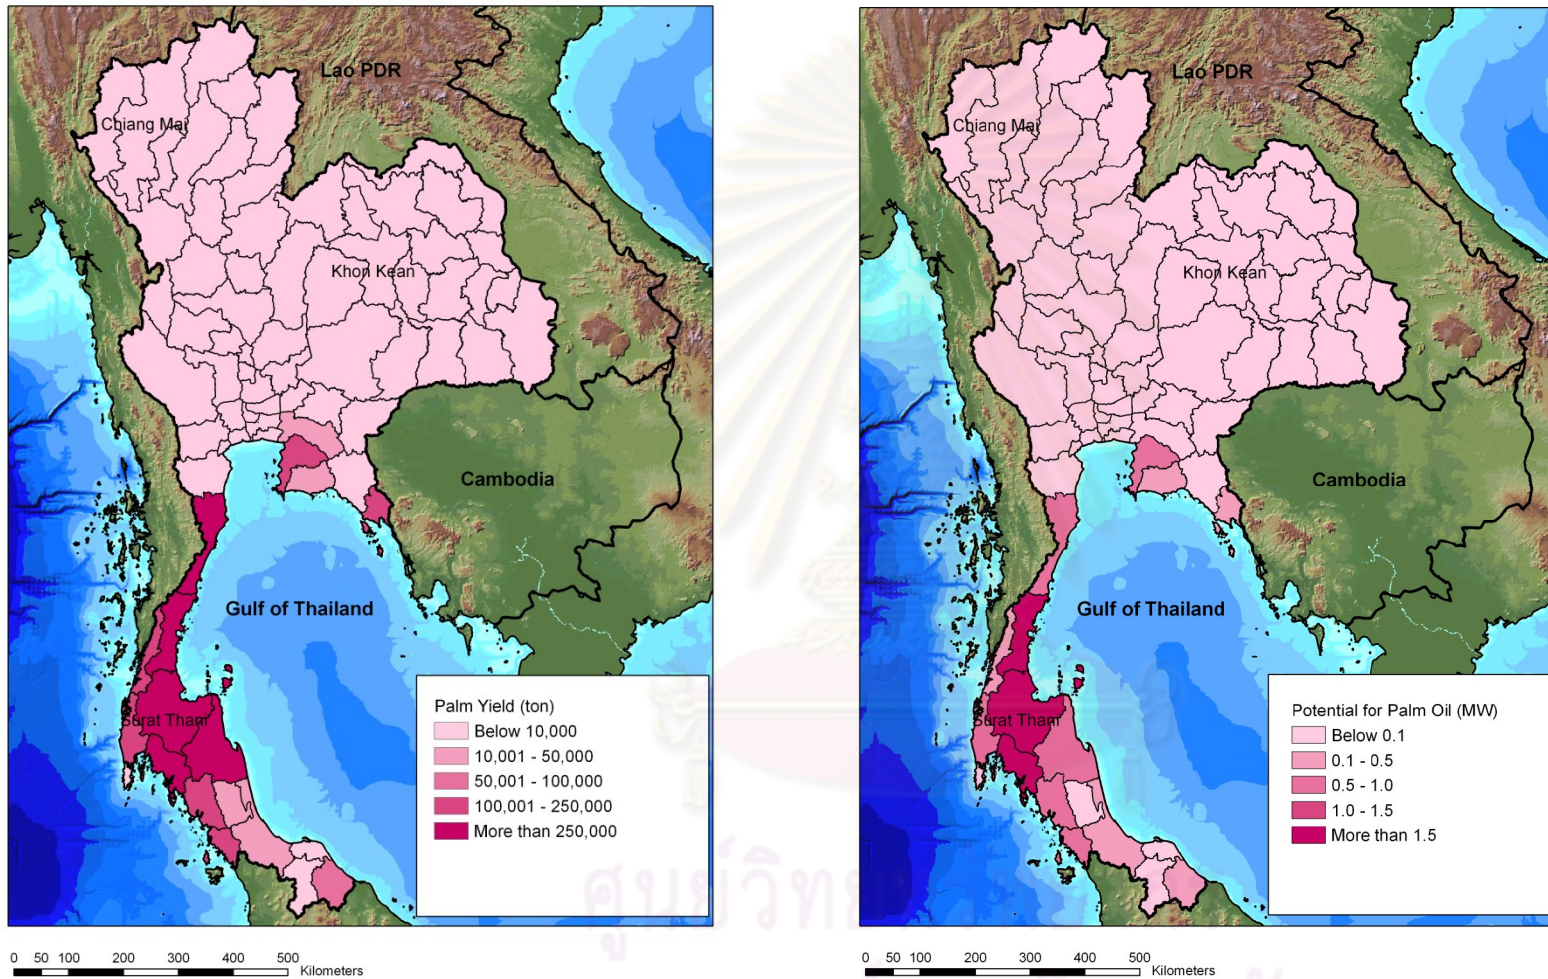 Lao PDR
Chiang Mai
Khon Kean
Cambodia
Gulf of Thailand
Surat Thani
Palm Yield (ton)
Below 10,000
10,001 - 50,000
50,001 - 100,000
100,001 - 250,000
More than 250,000
0 50 100 200 300 400 500
Kilometers
Lao PDR
Chiang Mai
Khon Kean
Cambodia
Gulf of Thailand
Surat Thani
Potential for Palm Oil (MW)
Below 0.1
0.1 - 0.5
0.5 - 1.0
1.0 - 1.5
More than 1.5
0 50 100 200 300 400 500
Kilometers